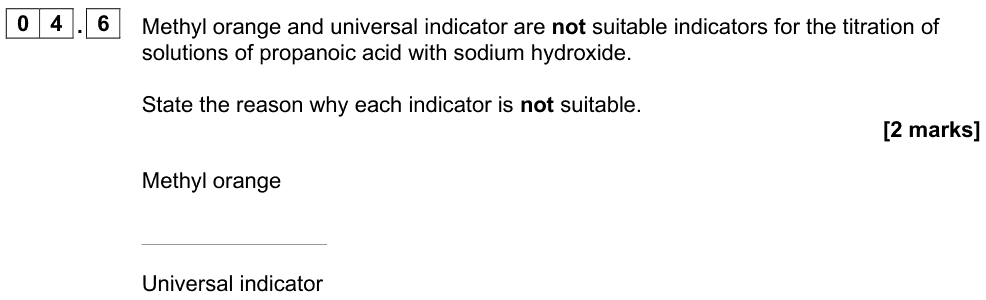 0 4 . 6 Methyl orange and universal indicator are not suitable indicators for the titration of
solutions of propanoic acid with sodium hydroxide.
State the reason why each indicator is not suitable.
[2 marks]
Methyl orange
Universal indicator